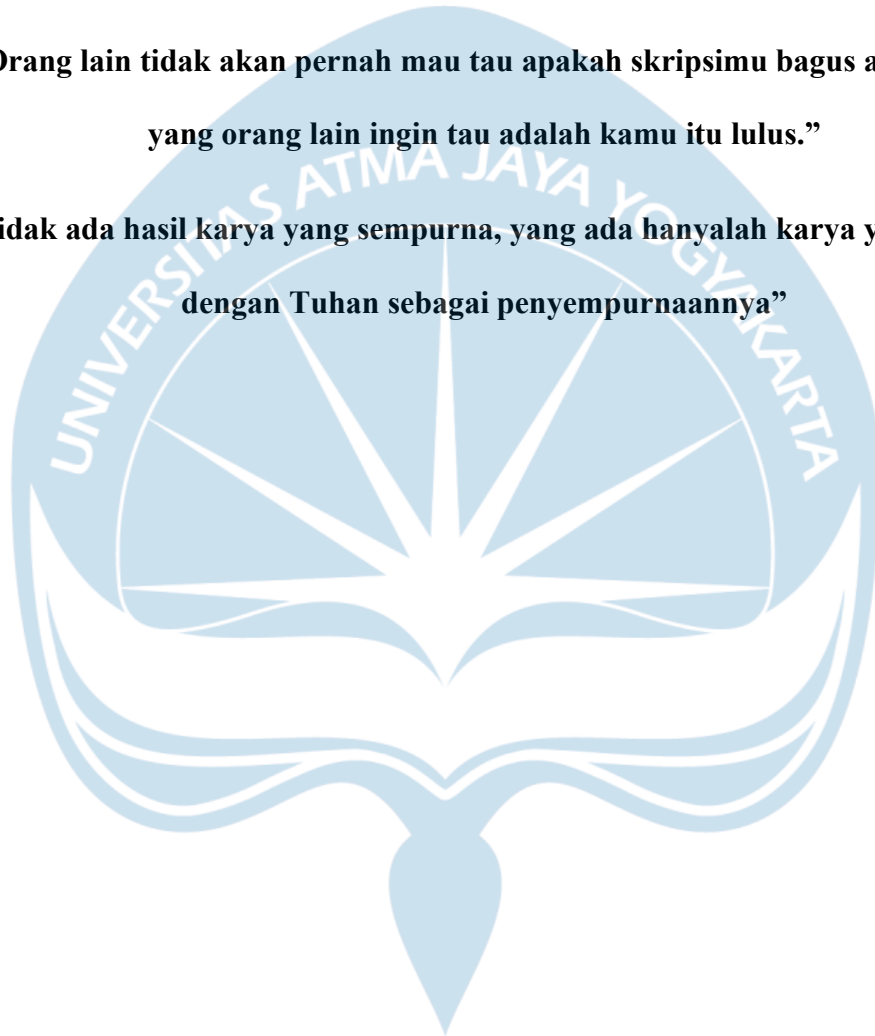 Orang lain tidak akan pernah mau tau apakah skripsimu bagus a
yang orang lain ingin tau adalah kamu itu lulus.”
idak ada hasil karya yang sempurna, yang ada hanyalah karya y
dengan Tuhan sebagai penyempurnaannya”
UNIVERSITAS ATMA JAYA YOGYAKARTA